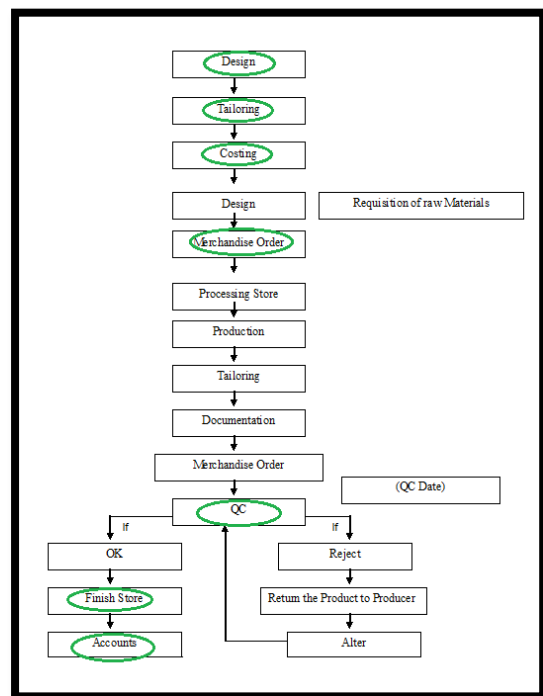 Design
Tailoring
Costing
Design
Requisition of raw Materials
Merchandise Order
Processing Store
Production
Tailoring
Documentation
Merchandise Order
(QC Date)
QC
If
If
OK
Reject
Finish Store
Return the Product to Producer
Accounts
Alter